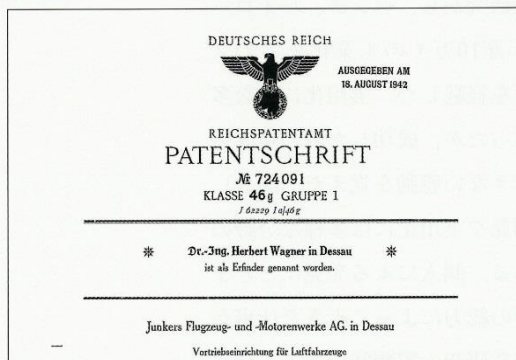 DEUTSCHES REICH
AUSGEGEBEN AM
18. AUGUST 1942
REICHSPATENTAMT
PATENTSCHRIFT
№ 724091
KLASSE 46g GRUPPE 1
J 62229 Ia/46g
Dr.-Jng. Herbert Wagner in Dessau
ist als Erfinder genannt worden.
Junkers Flugzeug- und -Motorenwerke AG. in Dessau
Vortriebseinrichtung für Luftfahrzeuge